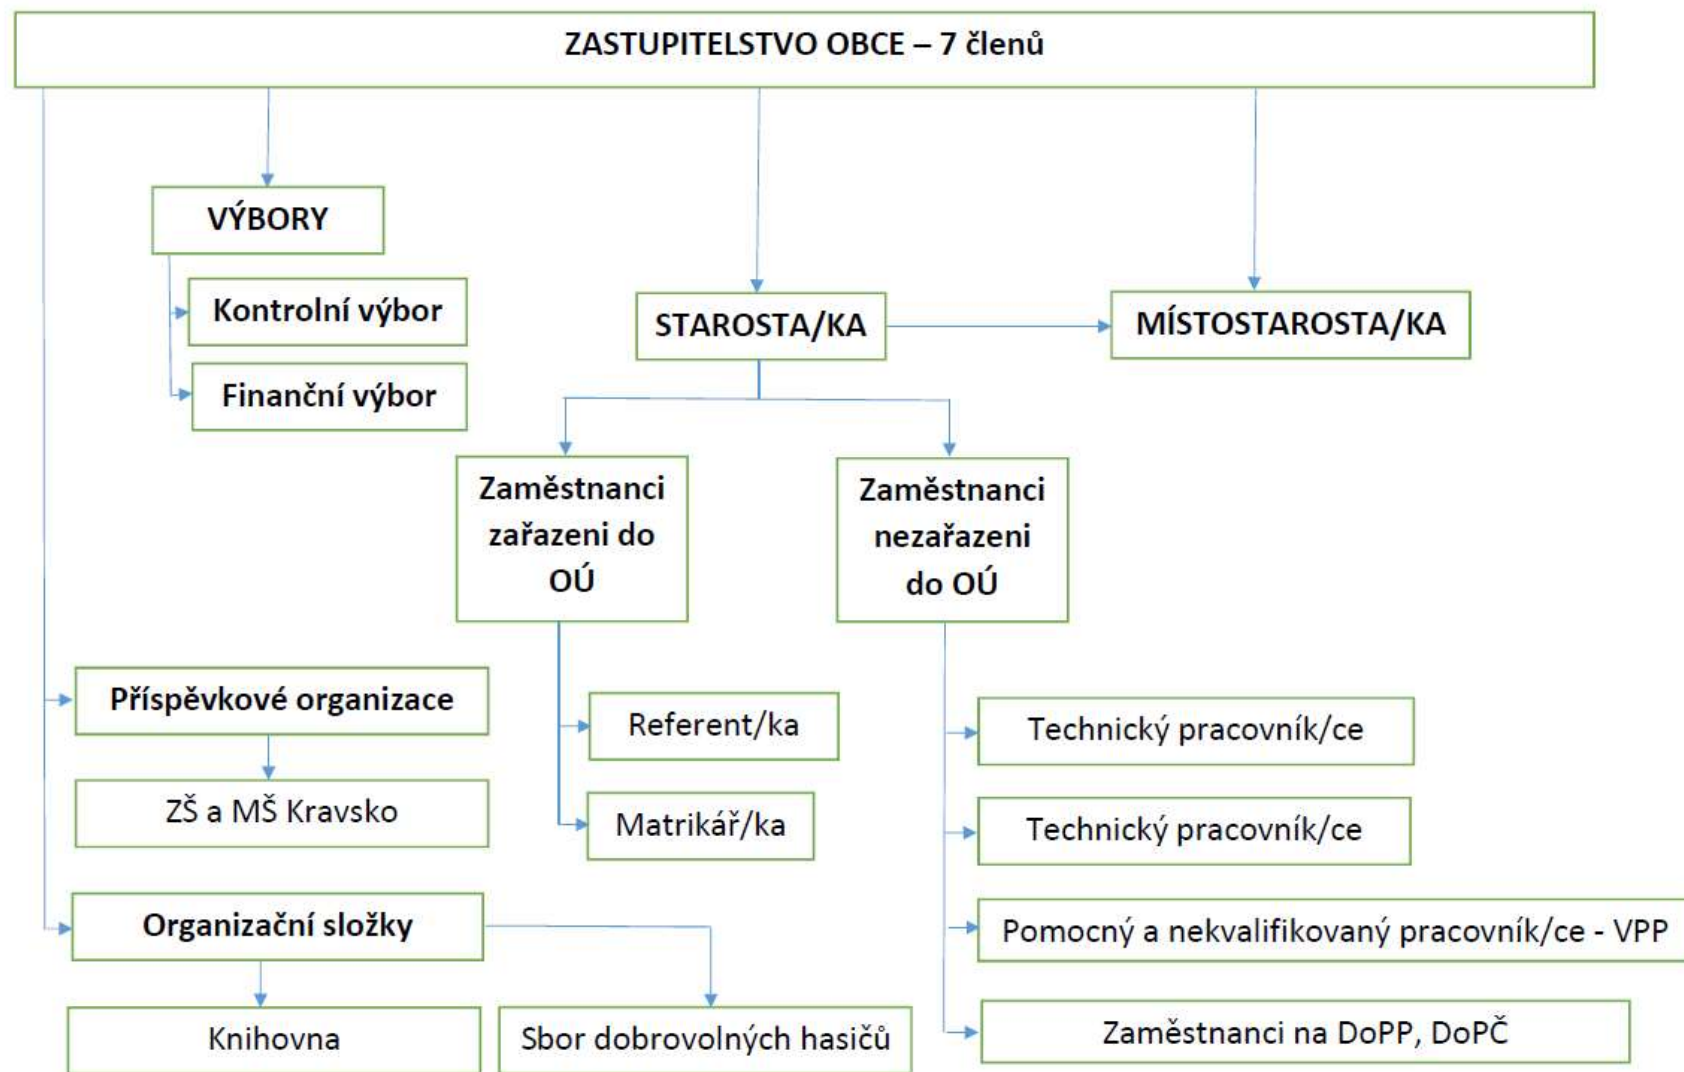 ZASTUPITELSTVO OBCE – 7 členů
VÝBORY
Kontrolní výbor
Finanční výbor
STAROSTA/KA
MÍSTOSTAROSTA/KA
Zaměstnanci
zařazeni do
OÚ
Zaměstnanci
nezařazeni
do OÚ
Příspěvkové organizace
ZŠ a MŠ Kravsko
Referent/ka
Matrikář/ka
Technický pracovník/ce
Technický pracovník/ce
Pomocný a nekvalifikovaný pracovník/ce - VPP
Zaměstnanci na DoPP, DoPČ
Organizační složky
Knihovna
Sbor dobrovolných hasičů